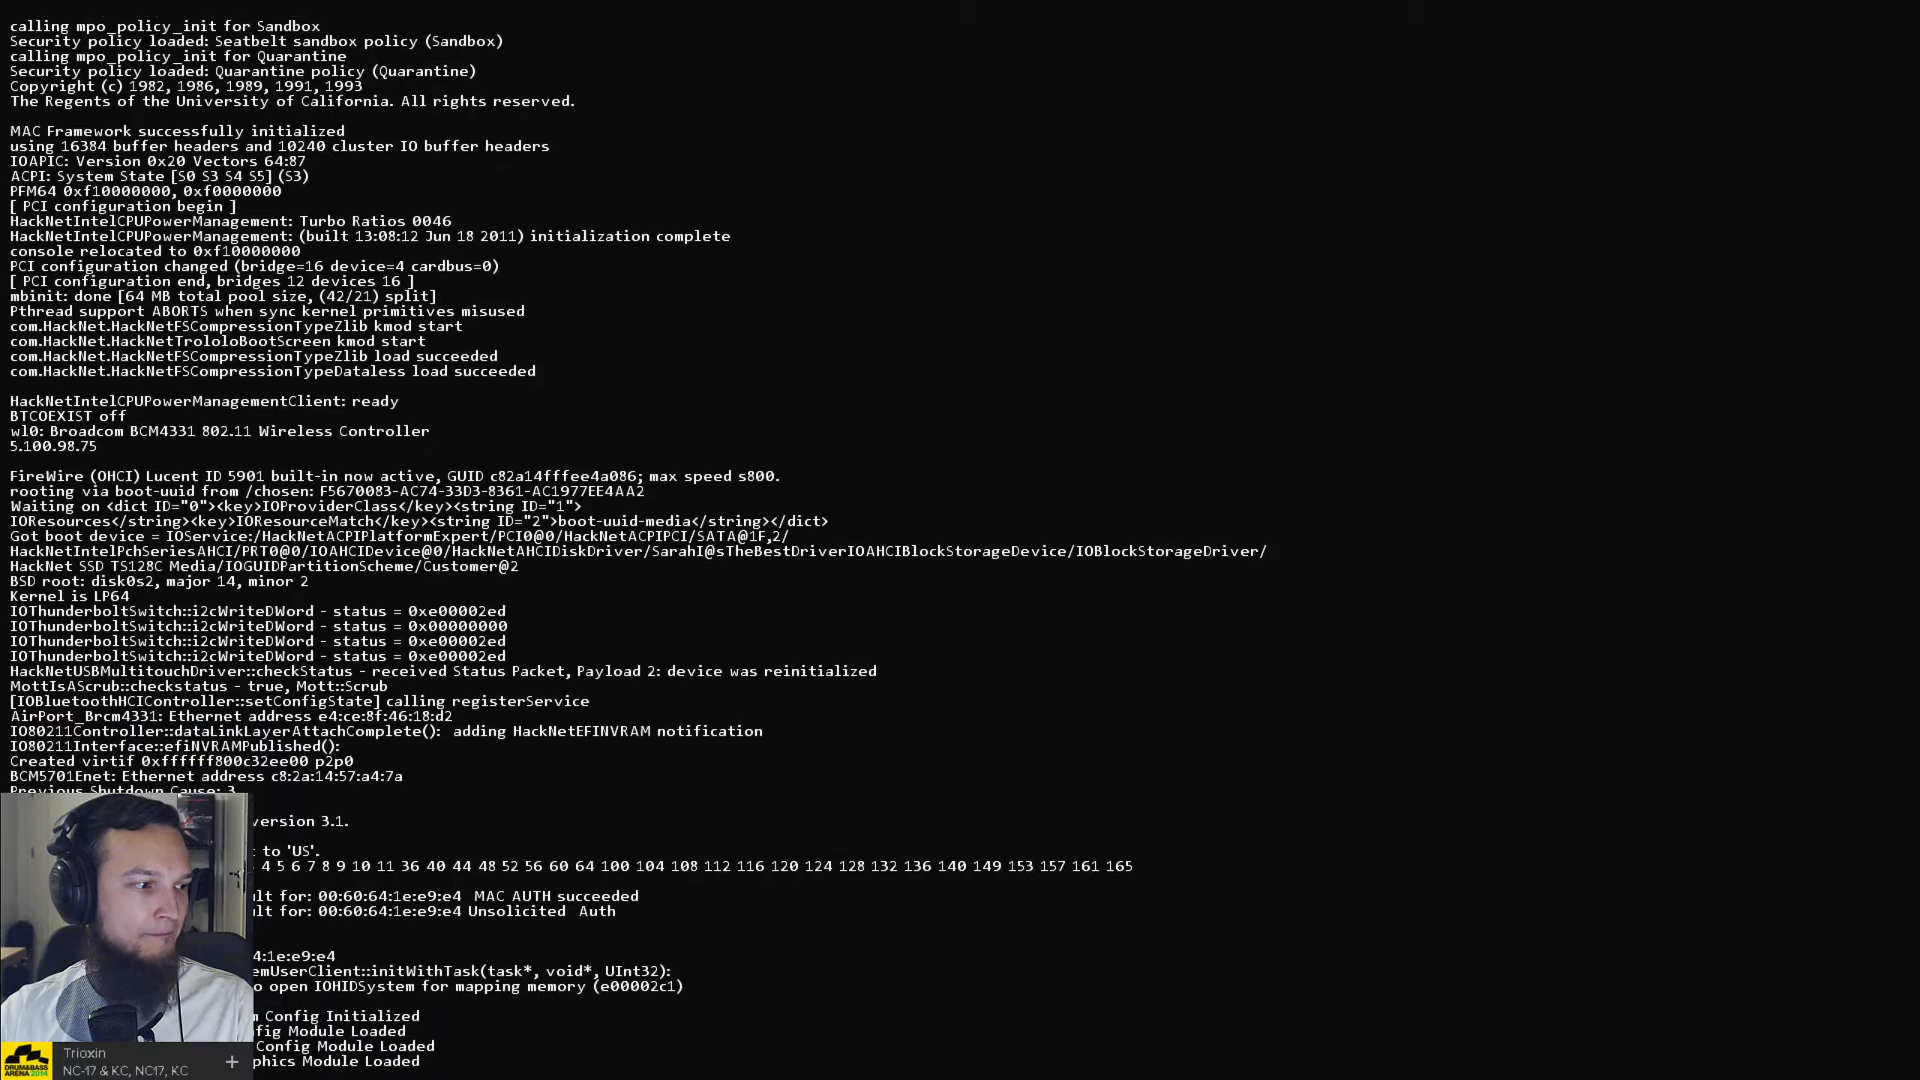 calling mpo_policy_init for Sandbox
Security policy loaded: Seatbelt sandbox policy (Sandbox)
calling mpo_policy_init for Quarantine
Security policy loaded: Quarantine policy (Quarantine)
Copyright (c) 1982, 1986, 1989, 1991, 1993
The Regents of the University of California. All rights reserved.
MAC Framework successfully initialized
using 16384 buffer headers and 10240 cluster IO buffer headers
IOAPIC: Version 0x20 Vectors 64:87
ACPI: System State [S0 S3 S4 S5] (S3)
PFM64 0xf10000000, 0xf0000000
[ PCI configuration begin ]
HackNetIntelCPUPowerManagement: Turbo Ratios 0046
HackNetIntelCPUPowerManagement: (built 13:08:12 Jun 18 2011) initialization complete
console relocated to 0xf10000000
PCI configuration changed (bridge=16 device=4 cardbus=0)
[ PCI configuration end, bridges 12 devices 16 ]
mbinit: done [64 MB total pool size, (42/21) split]
Pthread support ABORTS when sync kernel primitives misused
com.HackNet.HackNetFSCompressionTypeZlib kmod start
com.HackNet.HackNetTrololoBootScreen kmod start
com.HackNet.HackNetFSCompressionTypeZlib load succeeded
com.HackNet.HackNetFSCompressionTypeDataless load succeeded
HackNetIntelCPUPowerManagementClient: ready
BTCOEXIST off
wl0: Broadcom BCM4331 802.11 Wireless Controller
5.100.98.75
FireWire (OHCI) Lucent ID 5901 built-in now active, GUID c82a14fffee4a086; max speed s800.
rooting via boot-uuid from /chosen: F5670083-AC74-33D3-8361-AC1977EE4AA2
Waiting on <dict ID="0"><key>IOProviderClass</key><string ID="1">
IOResources</string><key>IOResourceMatch</key><string ID="2">boot-uuid-media</string></dict>
Got boot device = IOService:/HackNetACPIPlatformExpert/PCI0@0/HackNetACPIPCI/SATA@1F,2/
HackNetIntelPchSeriesAHCI/PRT0@0/IOAHCIDevice@0/HackNetAHCIDiskDriver/SarahI@sTheBestDriverIOAHCIBlockStorageDevice/IOBlockStorageDriver/
HackNet SSD TS128C Media/IOGUIDPartitionScheme/Customer@2
BSD root: disk0s2, major 14, minor 2
Kernel is LP64
IOThunderboltSwitch::i2cWriteDWord - status = 0xe00002ed
IOThunderboltSwitch::i2cWriteDWord - status = 0x00000000
IOThunderboltSwitch::i2cWriteDWord - status = 0xe00002ed
IOThunderboltSwitch::i2cWriteDWord - status = 0xe00002ed
HackNetUSBMultitouchDriver::checkStatus - received Status Packet, Payload 2: device was reinitialized
MottIsAScrub::checkstatus - true, Mott::Scrub
[IOBluetoothHCIController::setConfigState] calling registerService
AirPort_Brcm4331: Ethernet address e4:ce:8f:46:18:d2
IO80211Controller::dataLinkLayerAttachComplete(): adding HackNetEFINVRAM notification
IO80211Interface::efiNVRAMPublished():
Created virtif 0xffffff800c32ee00 p2p0
BCM5701Enet: Ethernet address c8:2a:14:57:a4:7a
Previous Shutdown Cause: 3
version 3.1.
to 'US'.
4 5 6 7 8 9 10 11 36 40 44 48 52 56 60 64 100 104 108 112 116 120 124 128 132 136 140 149 153 157 161 165
ult for: 00:60:64:1e:e9:e4 MAC AUTH succeeded
ult for: 00:60:64:1e:e9:e4 Unsolicited Auth
4:1e:e9:e4
emUserClient::initWithTask(task*, void*, UInt32):
o open IOHIDSystem for mapping memory (e00002c1)
Config Initialized
fig Module Loaded
Config Module Loaded
phics Module Loaded
DRUM&BASS
ARENA 2014
Trioxin
NC-17 & KC, NC17, KC
+